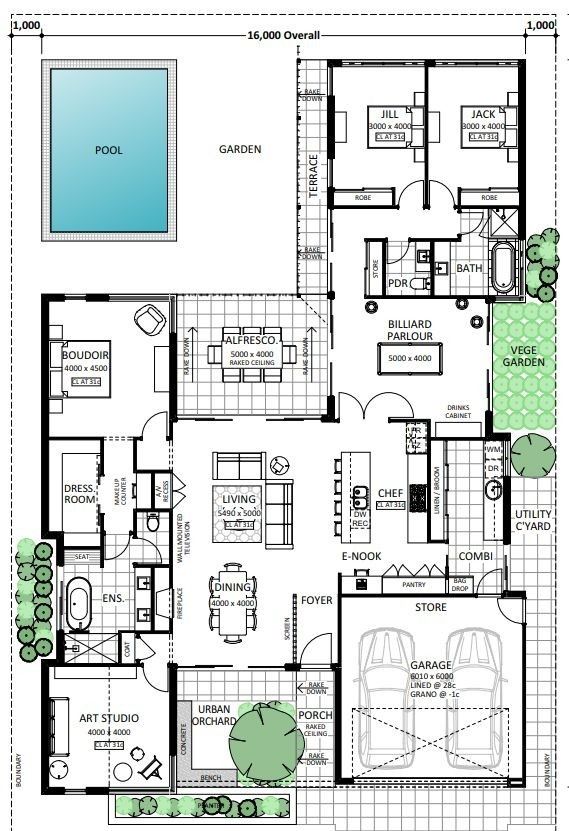 1,000
16,000 Overall
1,000
POOL
GARDEN
TERRACE
RAKE
DOWN
RAKE
DOWN
JILL
3000 x 4000
CL AT 31c
JACK
3000 x 4000
CL AT 31c
ROBE
ROBE
STORE
PDR
BATH
BOUDOIR
4000 x 4500
CL AT 31c
RAKE DOWN
ALFRESCO.
5000 x 4000
RAKED CEILING
RAKE DOWN
BILLIARD
PARLOUR
5000 x 4000
VEGE
GARDEN
DRINKS
CABINET
DRESS.
ROOM
MAKEUP
COUNTER
A/V
RECESS
LIVING
5490 x 5000
CL AT 31c
WALL MOUNTED
TELEVISION
CHEF
CL AT 31c
DW
REC
LINEN / BROOM
WM
DR
UTILITY
C'YARD
E-NOOK
COMBI
PANTRY
BAG
DROP
SEAT
ENS.
FIREPLACE
DINING
4000 x 4000
SCREEN
FOYER
STORE
COAT
GARAGE
6010 x 6000
LINED @ 28c
GRANO @ -1c
ART STUDIO
4000 x 4000
CL AT 31c
URBAN
ORCHARD
CONCRETE
BENCH
RAKE
DOWN
PORCH
RAKED
CEILING
RAKE
DOWN
PLANTER
BOUNDARY
BOUNDARY